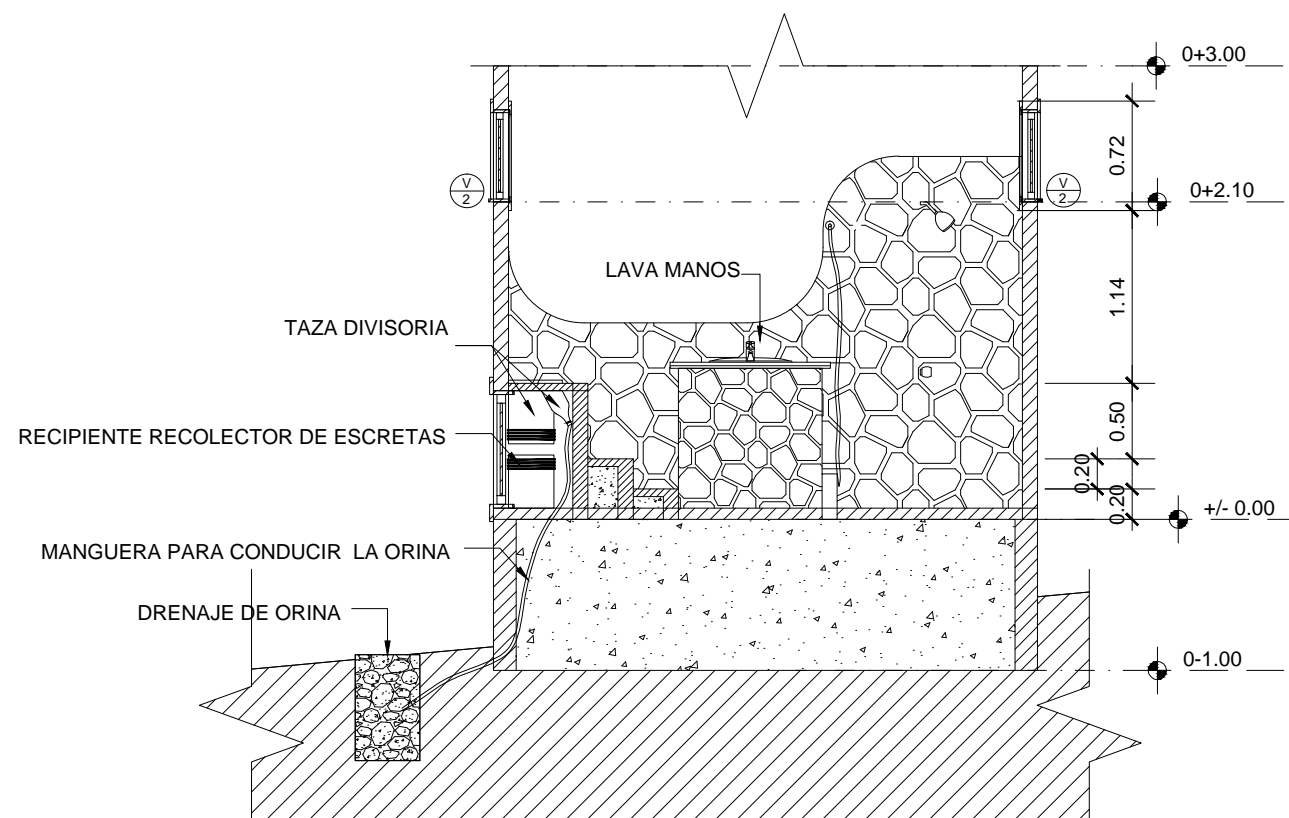 0+3.00
0.72
V
2
V
2
0+2.10
LAVA MANOS
1.14
TAZA DIVISORIA
RECIPIENTE RECOLECTOR DE ESCRETAS
0.50
0.20
0.20
+/- 0.00
MANGUERA PARA CONDUCIR LA ORINA
DRENAJE DE ORINA
0-1.00